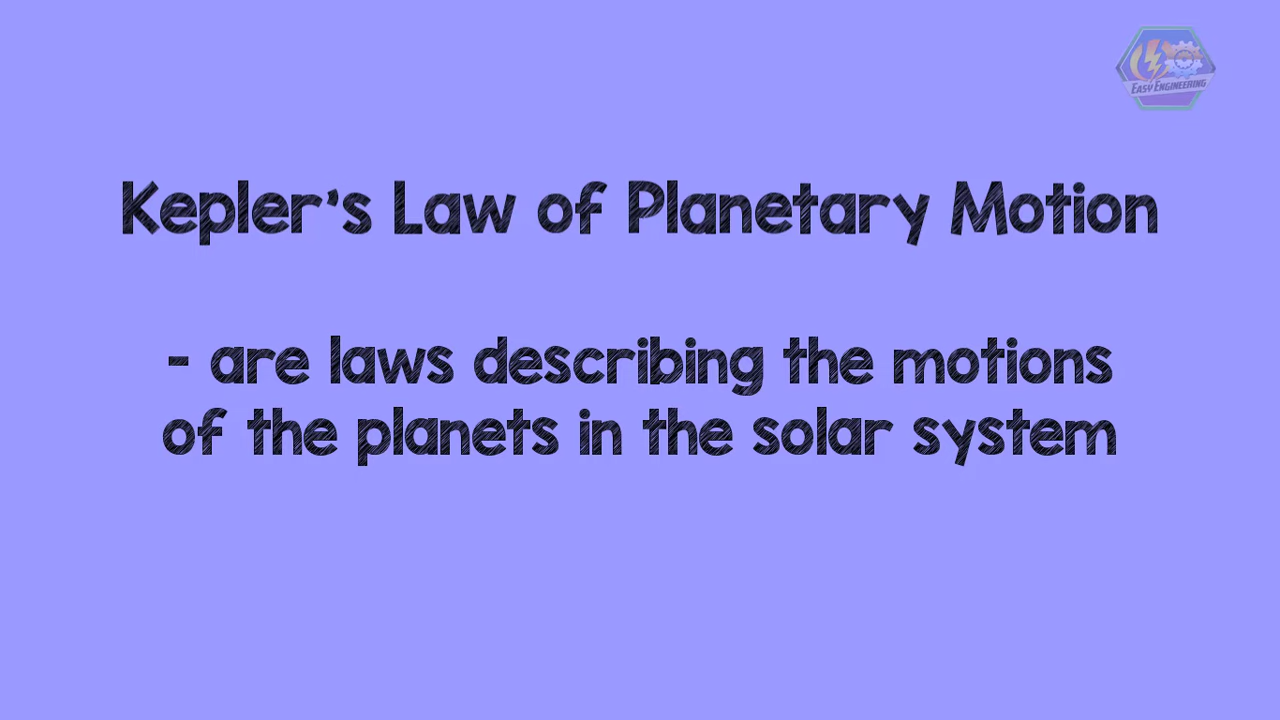 EASY ENGINEERING
Kepler's Law of Planetary Motion
- are laws describing the motions
of the planets in the solar system